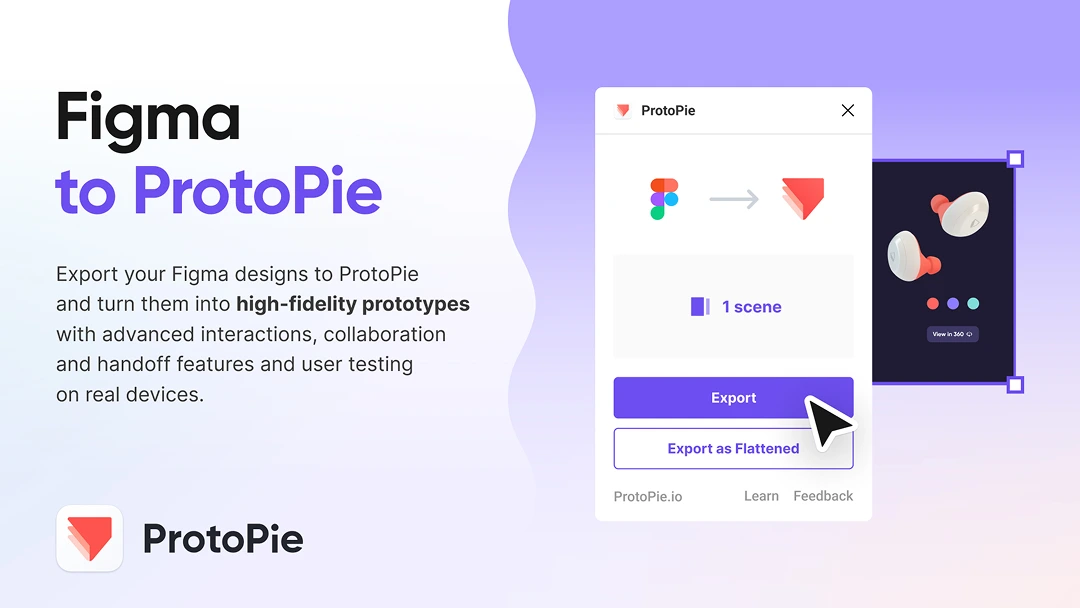 Figma
to ProtoPie
Export your Figma designs to ProtoPie
and turn them into high-fidelity prototypes
with advanced interactions, collaboration
and handoff features and user testing
on real devices.
ProtoPie
ProtoPie
1 scene
Export
Export as Flattened
ProtoPie.io Learn Feedback
View in 360